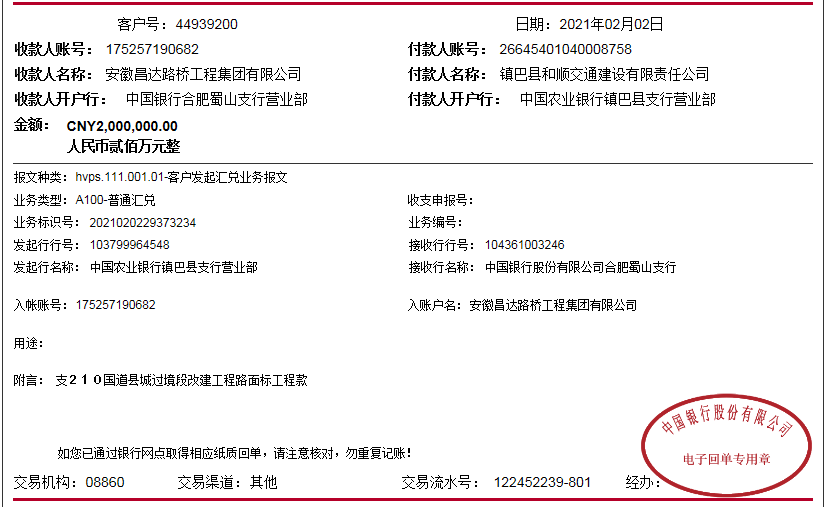 客户号：44939200 日期：2021年02月02日
收款人账号：175257190682 付款人账号：26645401040008758
收款人名称：安徽昌达路桥工程集团有限公司 付款人名称：镇巴县和顺交通建设有限责任公司
收款人开户行：中国银行合肥蜀山支行营业部 付款人开户行：中国农业银行镇巴县支行营业部
金额：CNY2,000,000.00
人民币贰佰万元整
报文种类：hvps.111.001.01-客户发起汇兑业务报文
业务类型：A100-普通汇兑 收支申报号：
业务标识号：2021020229373234 业务编号：
发起行行号：103799964548 接收行行号：104361003246
发起行名称：中国农业银行镇巴县支行营业部 接收行名称：中国银行股份有限公司合肥蜀山支行
入帐账号：175257190682 入账户名：安徽昌达路桥工程集团有限公司
用途：
附言：支２１０国道县城过境段改建工程路面标工程款
中国银行股份有限公司
电子回单专用章
如您已通过银行网点取得相应纸质回单，请注意核对，勿重复记账！
交易机构：08860 交易渠道：其他 交易流水号：122452239-801 经办：